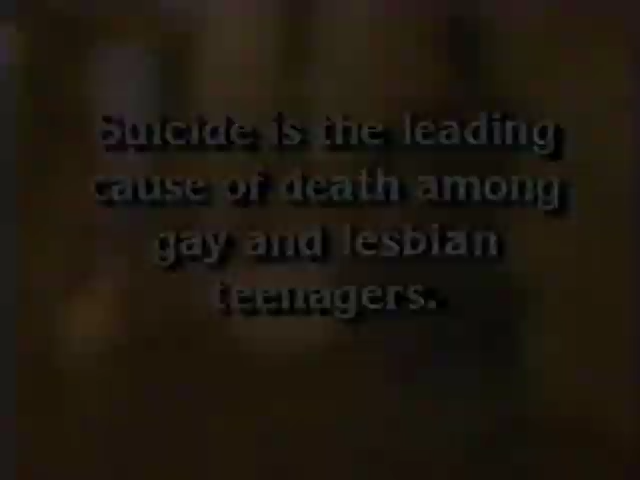 Suicide is the leading
cause of death among
gay and lesbian
teenagers.